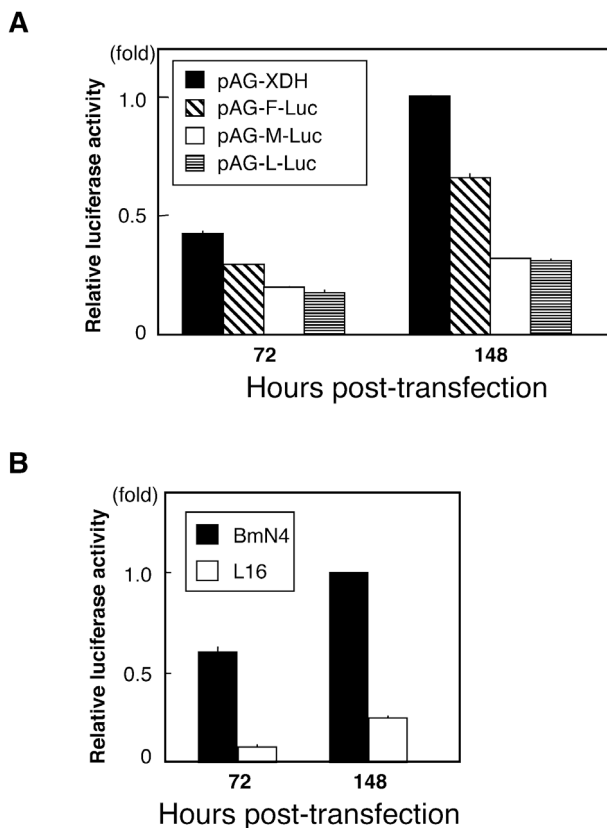 A
(fold)
pAG-XDH
pAG-F-Luc
pAG-M-Luc
pAG-L-Luc
Relative luciferase activity
1.0
0.5
0
72
148
Hours post-transfection
B
(fold)
BmN4
L16
Relative luciferase activity
1.0
0.5
0
72
148
Hours post-transfection